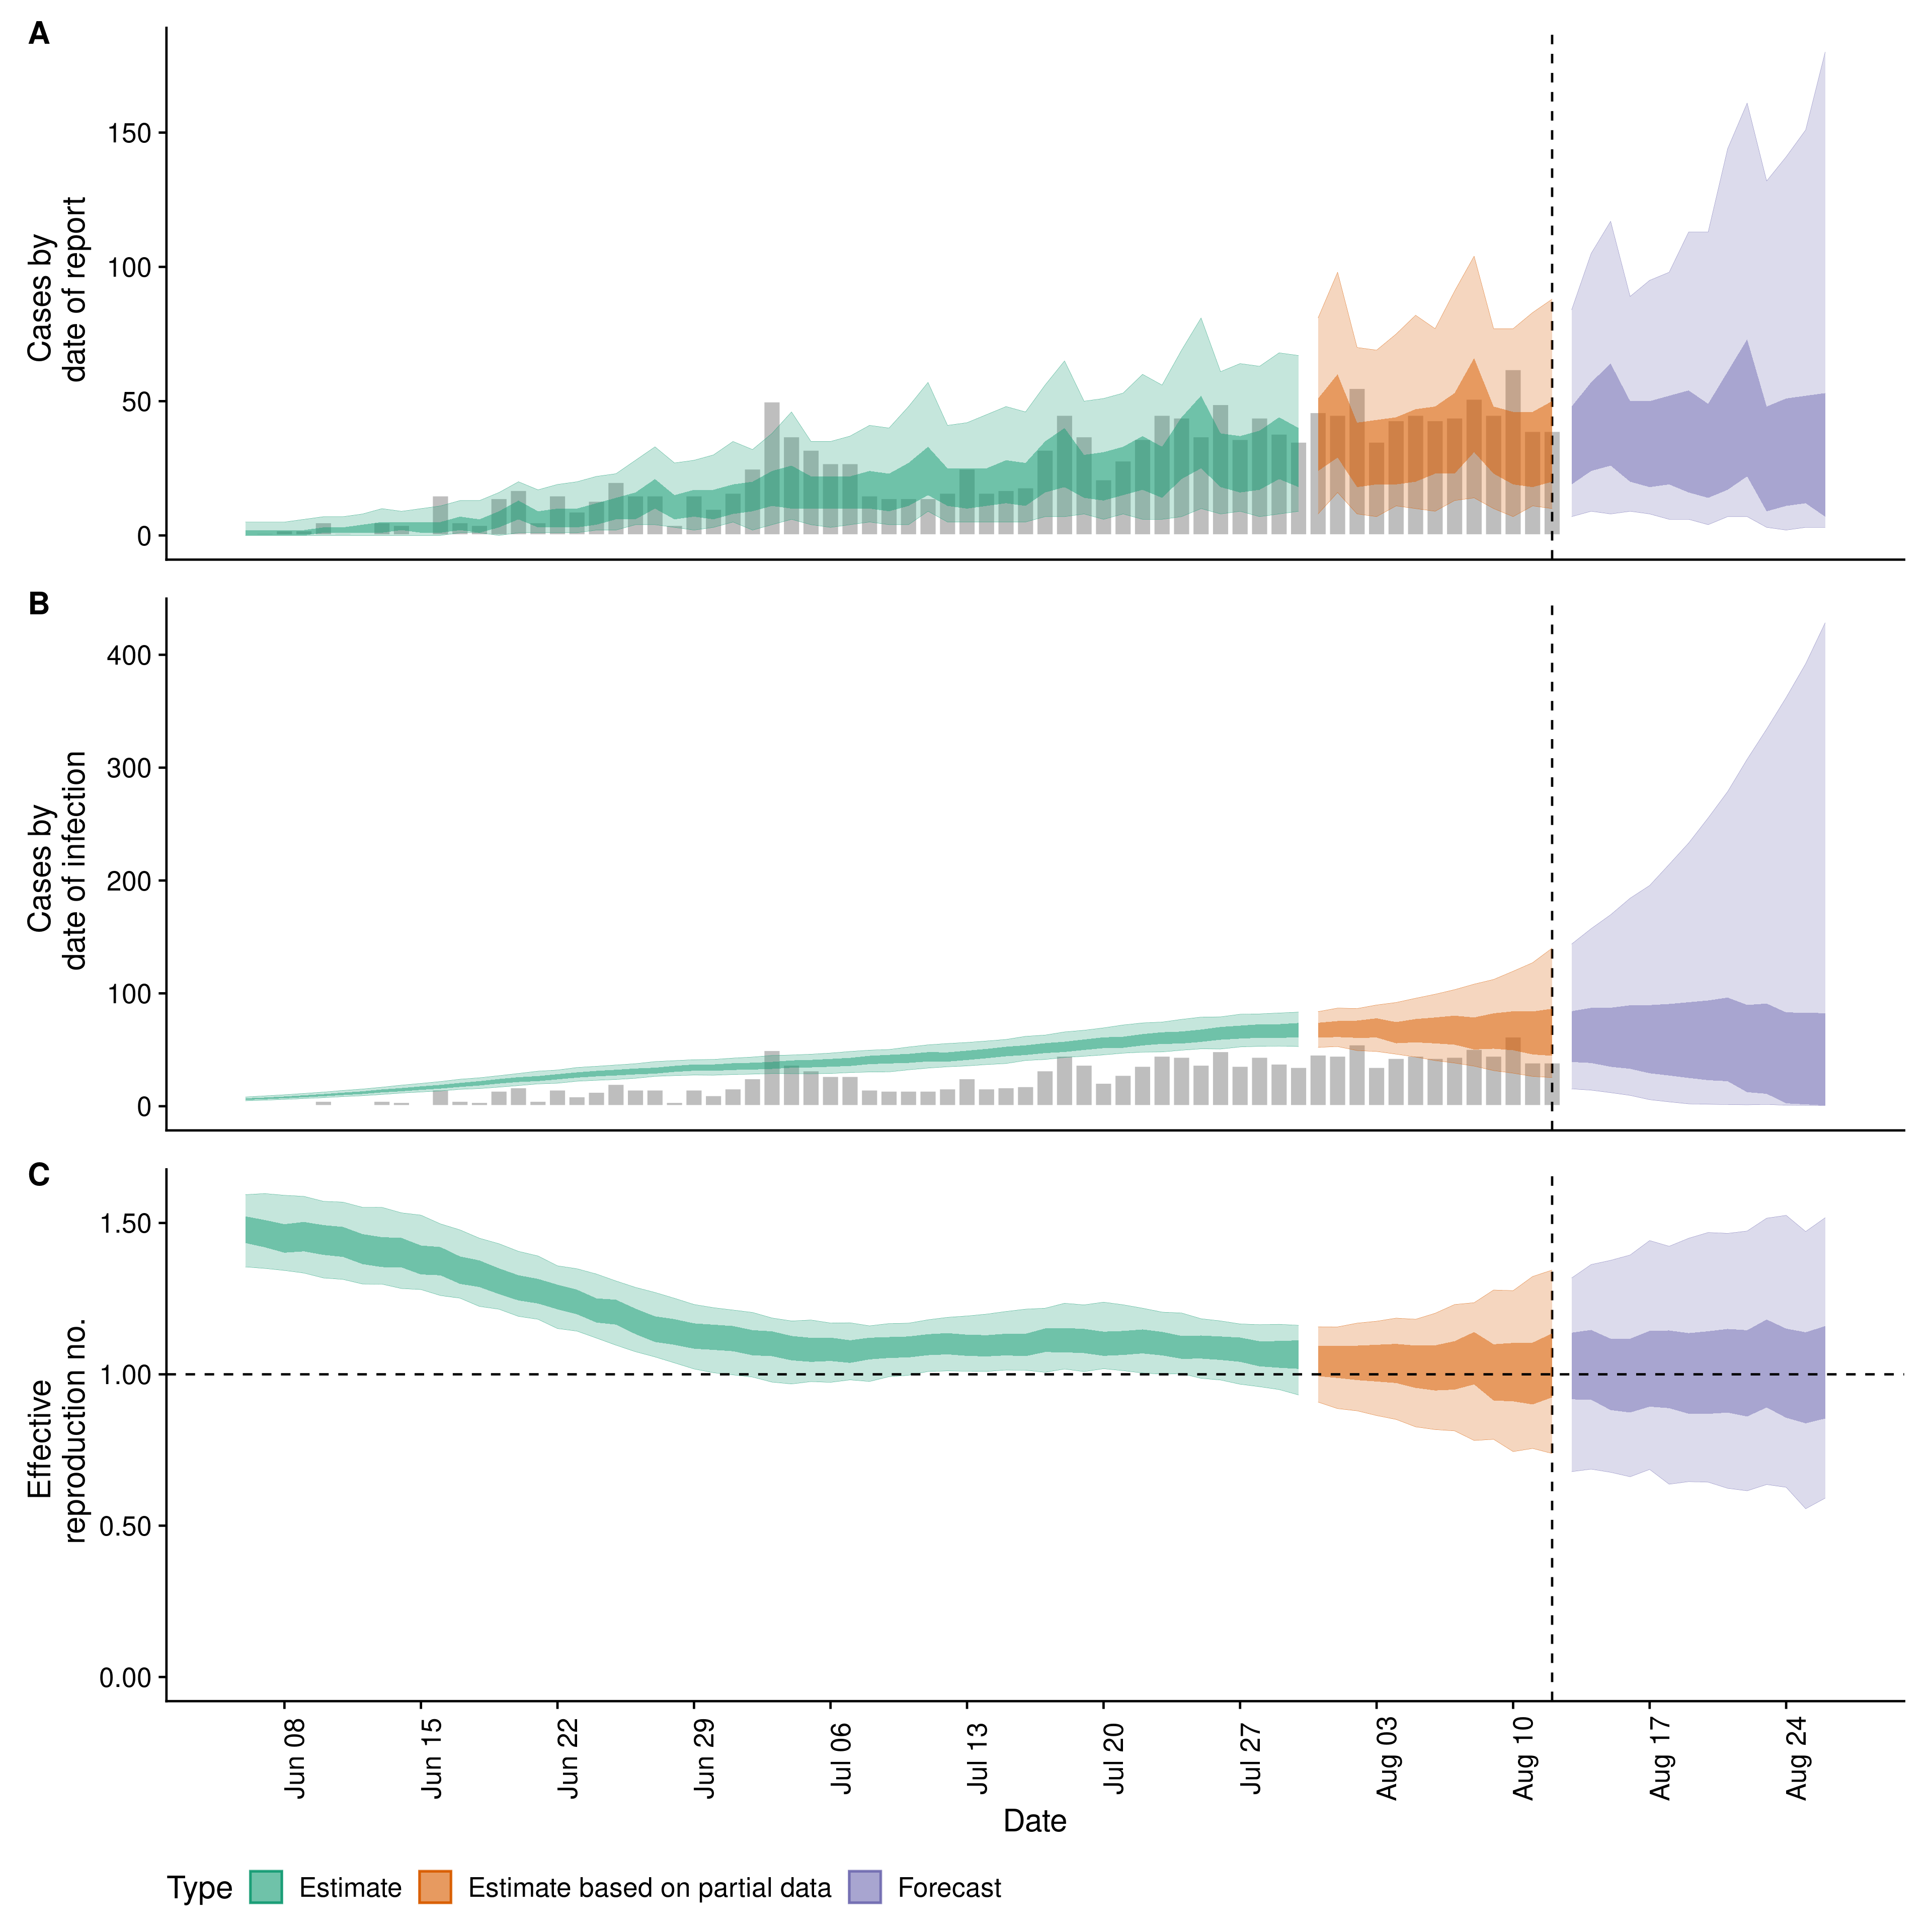 A
Cases by
date of report
150
100
50
0
B
Cases by
date of infection
400
300
200
100
0
C
Effective
reproduction no.
1.50
1.00
0.50
0.00
Jun 08
Jun 15
Jun 22
Jun 29
Jul 06
Jul 13
Jul 20
Jul 27
Aug 03
Aug 10
Aug 17
Aug 24
Date
Type Estimate Estimate based on partial data Forecast